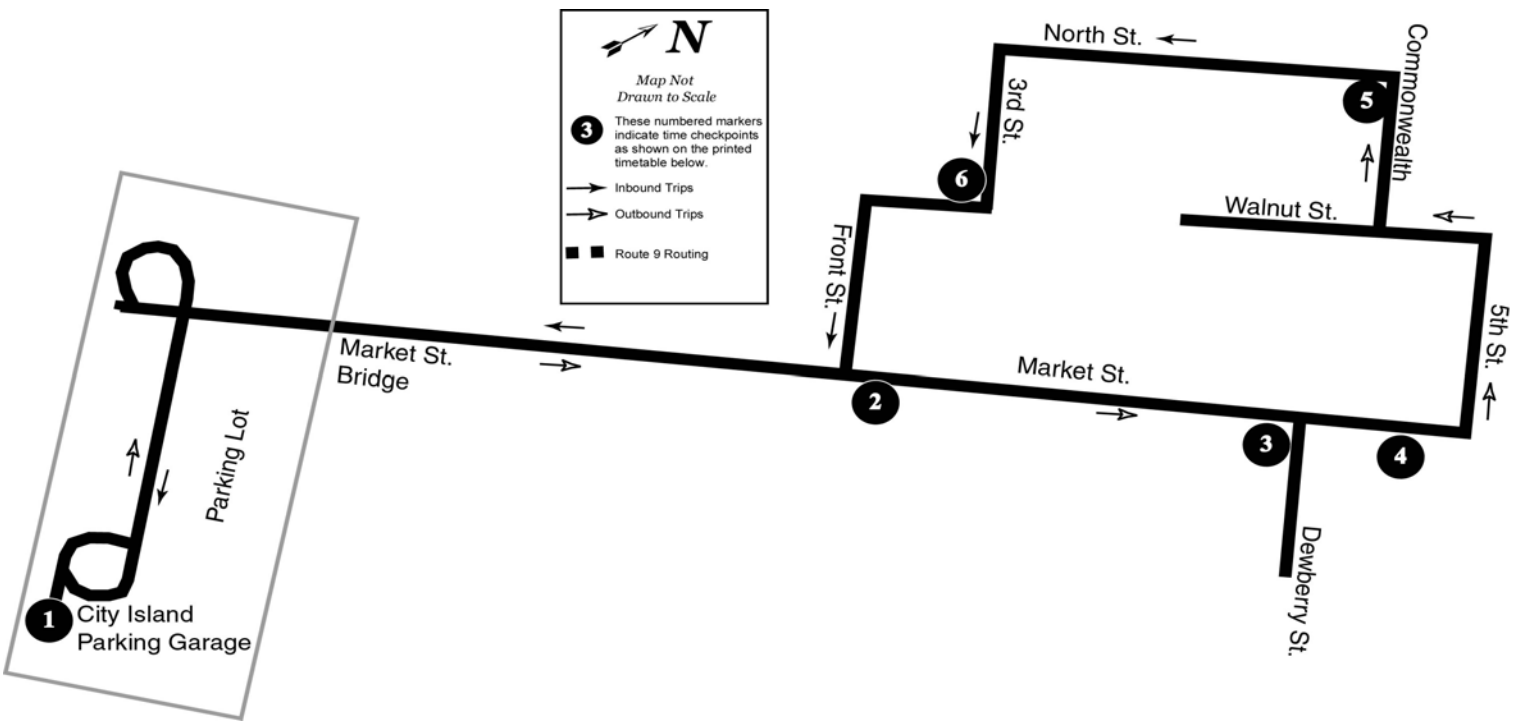 N
Map Not
Drawn to Scale
3
These numbered markers
indicate time checkpoints
as shown on the printed
timetable below.
Inbound Trips
Outbound Trips
Route 9 Routing
North St.
Commonwealth
5
3rd St.
6
Walnut St.
Front St.
5th St.
Market St.
Bridge
Market St.
2
3
4
Parking Lot
Dewberry St.
1
City Island
Parking Garage